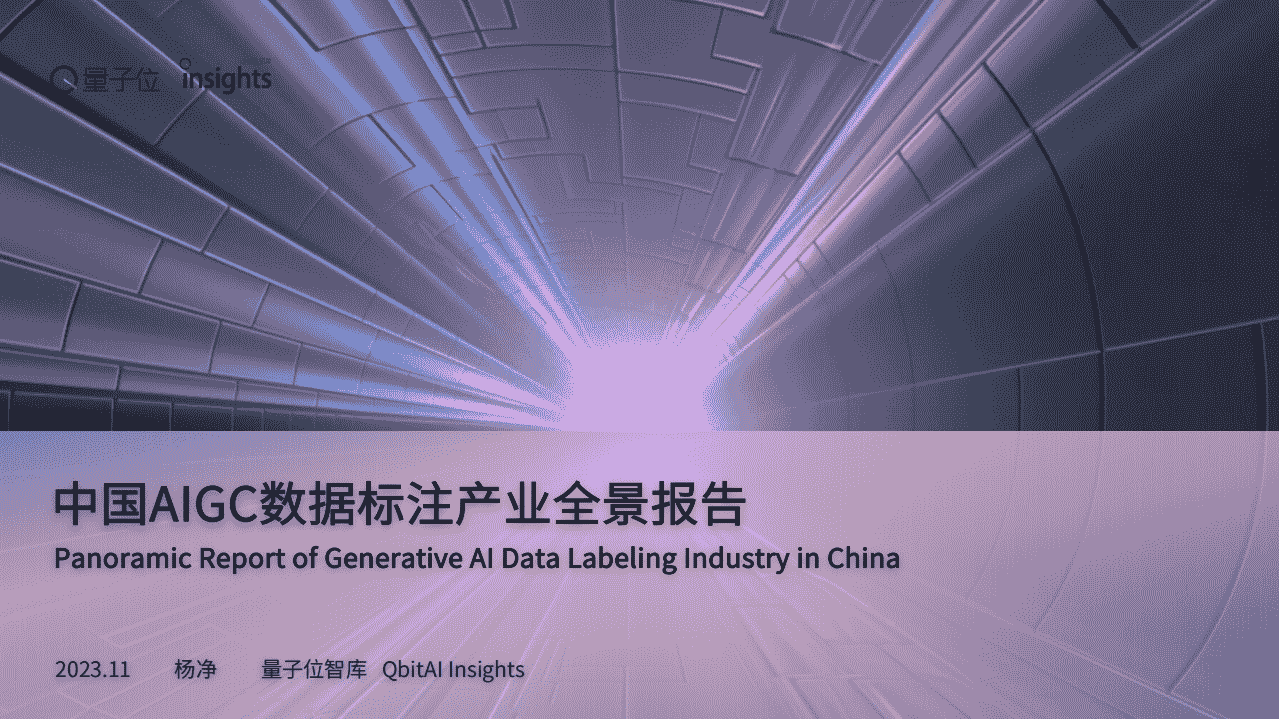 量子位 insights
中国AIGC数据标注产业全景报告
Panoramic Report of Generative AI Data Labeling Industry in China
2023.11 杨净 量子位智库 QbitAI Insights